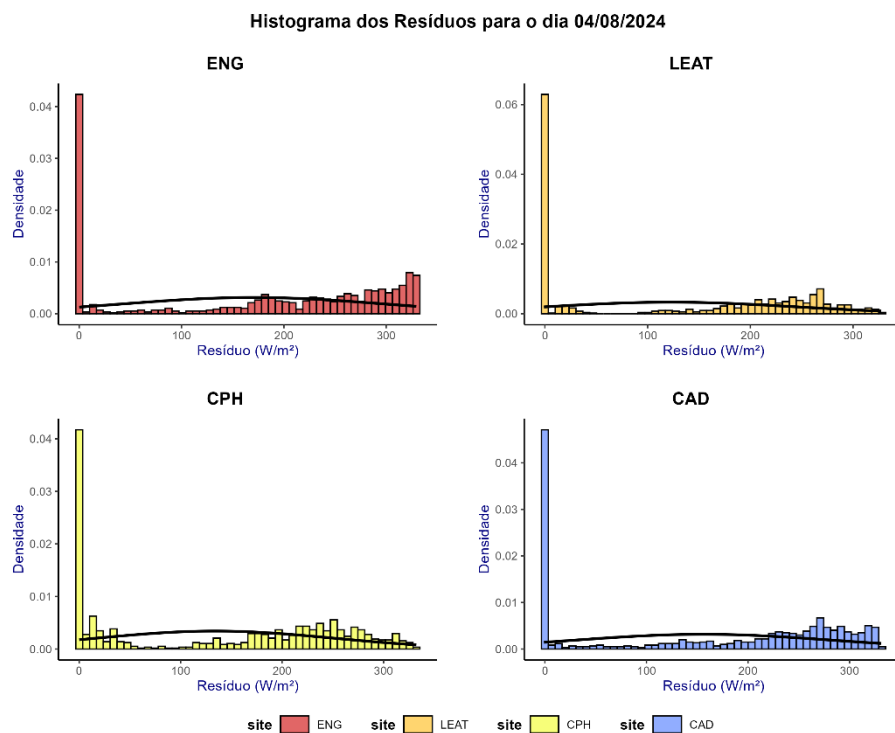 Histograma dos Resíduos para o dia 04/08/2024
ENG
0.04
0.03
0.02
0.01
0.00
Densidade
0 100 200 300
Resíduo (W/m²)
LEAT
0.06
0.04
0.02
0.00
Densidade
0 100 200 300
Resíduo (W/m²)
CPH
0.04
0.03
0.02
0.01
0.00
Densidade
0 100 200 300
Resíduo (W/m²)
CAD
0.04
0.03
0.02
0.01
0.00
Densidade
0 100 200 300
Resíduo (W/m²)
site ENG site LEAT site CPH site CAD